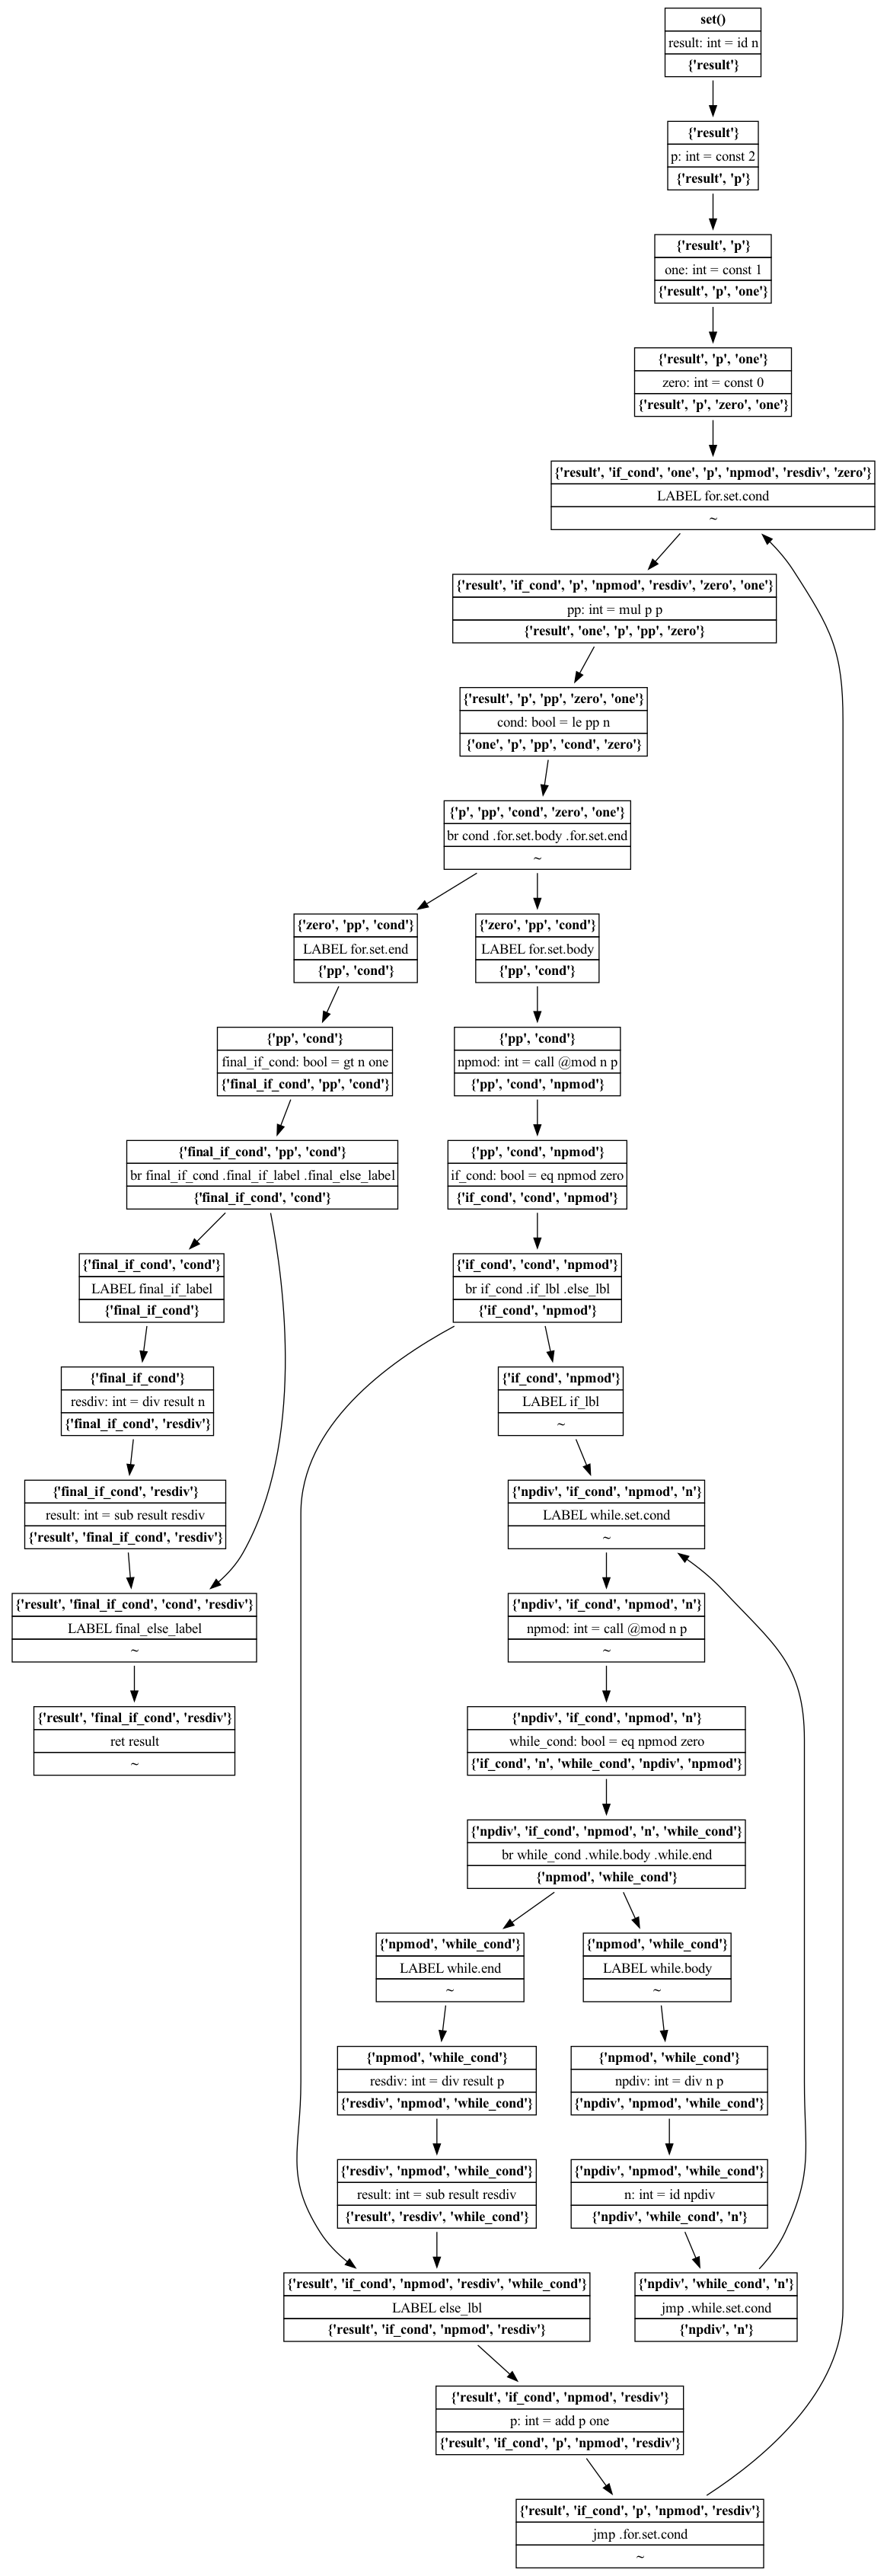 set()
result: int = id n
{'result'}
{'result'}
p: int = const 2
{'result', 'p'}
{'result', 'p'}
one: int = const 1
{'result', 'p', 'one'}
{'result', 'p', 'one'}
zero: int = const 0
{'result', 'p', 'zero', 'one'}
{'result', 'if_cond', 'one', 'p', 'npmod', 'resdiv', 'zero'}
LABEL for.set.cond
~
{'result', 'if_cond', 'p', 'npmod', 'resdiv', 'zero', 'one'}
pp: int = mul p p
{'result', 'one', 'p', 'pp', 'zero'}
{'result', 'p', 'pp', 'zero', 'one'}
cond: bool = le pp n
{'one', 'p', 'pp', 'cond', 'zero'}
{'p', 'pp', 'cond', 'zero', 'one'}
br cond .for.set.body .for.set.end
~
{'zero', 'pp', 'cond'}
LABEL for.set.end
{'pp', 'cond'}
{'zero', 'pp', 'cond'}
LABEL for.set.body
{'pp', 'cond'}
{'pp', 'cond'}
final_if_cond: bool = gt n one
{'final_if_cond', 'pp', 'cond'}
{'pp', 'cond'}
npmod: int = call @mod n p
{'pp', 'cond', 'npmod'}
{'final_if_cond', 'pp', 'cond'}
br final_if_cond .final_if_label .final_else_label
{'final_if_cond', 'cond'}
{'pp', 'cond', 'npmod'}
if_cond: bool = eq npmod zero
{'if_cond', 'cond', 'npmod'}
{'final_if_cond', 'cond'}
LABEL final_if_label
{'final_if_cond'}
{'if_cond', 'cond', 'npmod'}
br if_cond .if_lbl .else_lbl
{'if_cond', 'npmod'}
{'final_if_cond'}
resdiv: int = div result n
{'final_if_cond', 'resdiv'}
{'if_cond', 'npmod'}
LABEL if_lbl
~
{'final_if_cond', 'resdiv'}
result: int = sub result resdiv
{'result', 'final_if_cond', 'resdiv'}
{'npdiv', 'if_cond', 'npmod', 'n'}
LABEL while.set.cond
~
{'result', 'final_if_cond', 'cond', 'resdiv'}
LABEL final_else_label
~
{'npdiv', 'if_cond', 'npmod', 'n'}
npmod: int = call @mod n p
~
{'result', 'final_if_cond', 'resdiv'}
ret result
~
{'npdiv', 'if_cond', 'npmod', 'n'}
while_cond: bool = eq npmod zero
{'if_cond', 'n', 'while_cond', 'npdiv', 'npmod'}
{'npdiv', 'if_cond', 'npmod', 'n', 'while_cond'}
br while_cond .while.body .while.end
{'npmod', 'while_cond'}
{'npmod', 'while_cond'}
LABEL while.end
~
{'npmod', 'while_cond'}
LABEL while.body
~
{'npmod', 'while_cond'}
resdiv: int = div result p
{'resdiv', 'npmod', 'while_cond'}
{'npmod', 'while_cond'}
npdiv: int = div n p
{'npdiv', 'npmod', 'while_cond'}
{'resdiv', 'npmod', 'while_cond'}
result: int = sub result resdiv
{'result', 'resdiv', 'while_cond'}
{'npdiv', 'npmod', 'while_cond'}
n: int = id npdiv
{'npdiv', 'while_cond', 'n'}
{'result', 'if_cond', 'npmod', 'resdiv', 'while_cond'}
LABEL else_lbl
{'result', 'if_cond', 'npmod', 'resdiv'}
{'npdiv', 'while_cond', 'n'}
jmp .while.set.cond
{'npdiv', 'n'}
{'result', 'if_cond', 'npmod', 'resdiv'}
p: int = add p one
{'result', 'if_cond', 'p', 'npmod', 'resdiv'}
{'result', 'if_cond', 'p', 'npmod', 'resdiv'}
jmp .for.set.cond
~